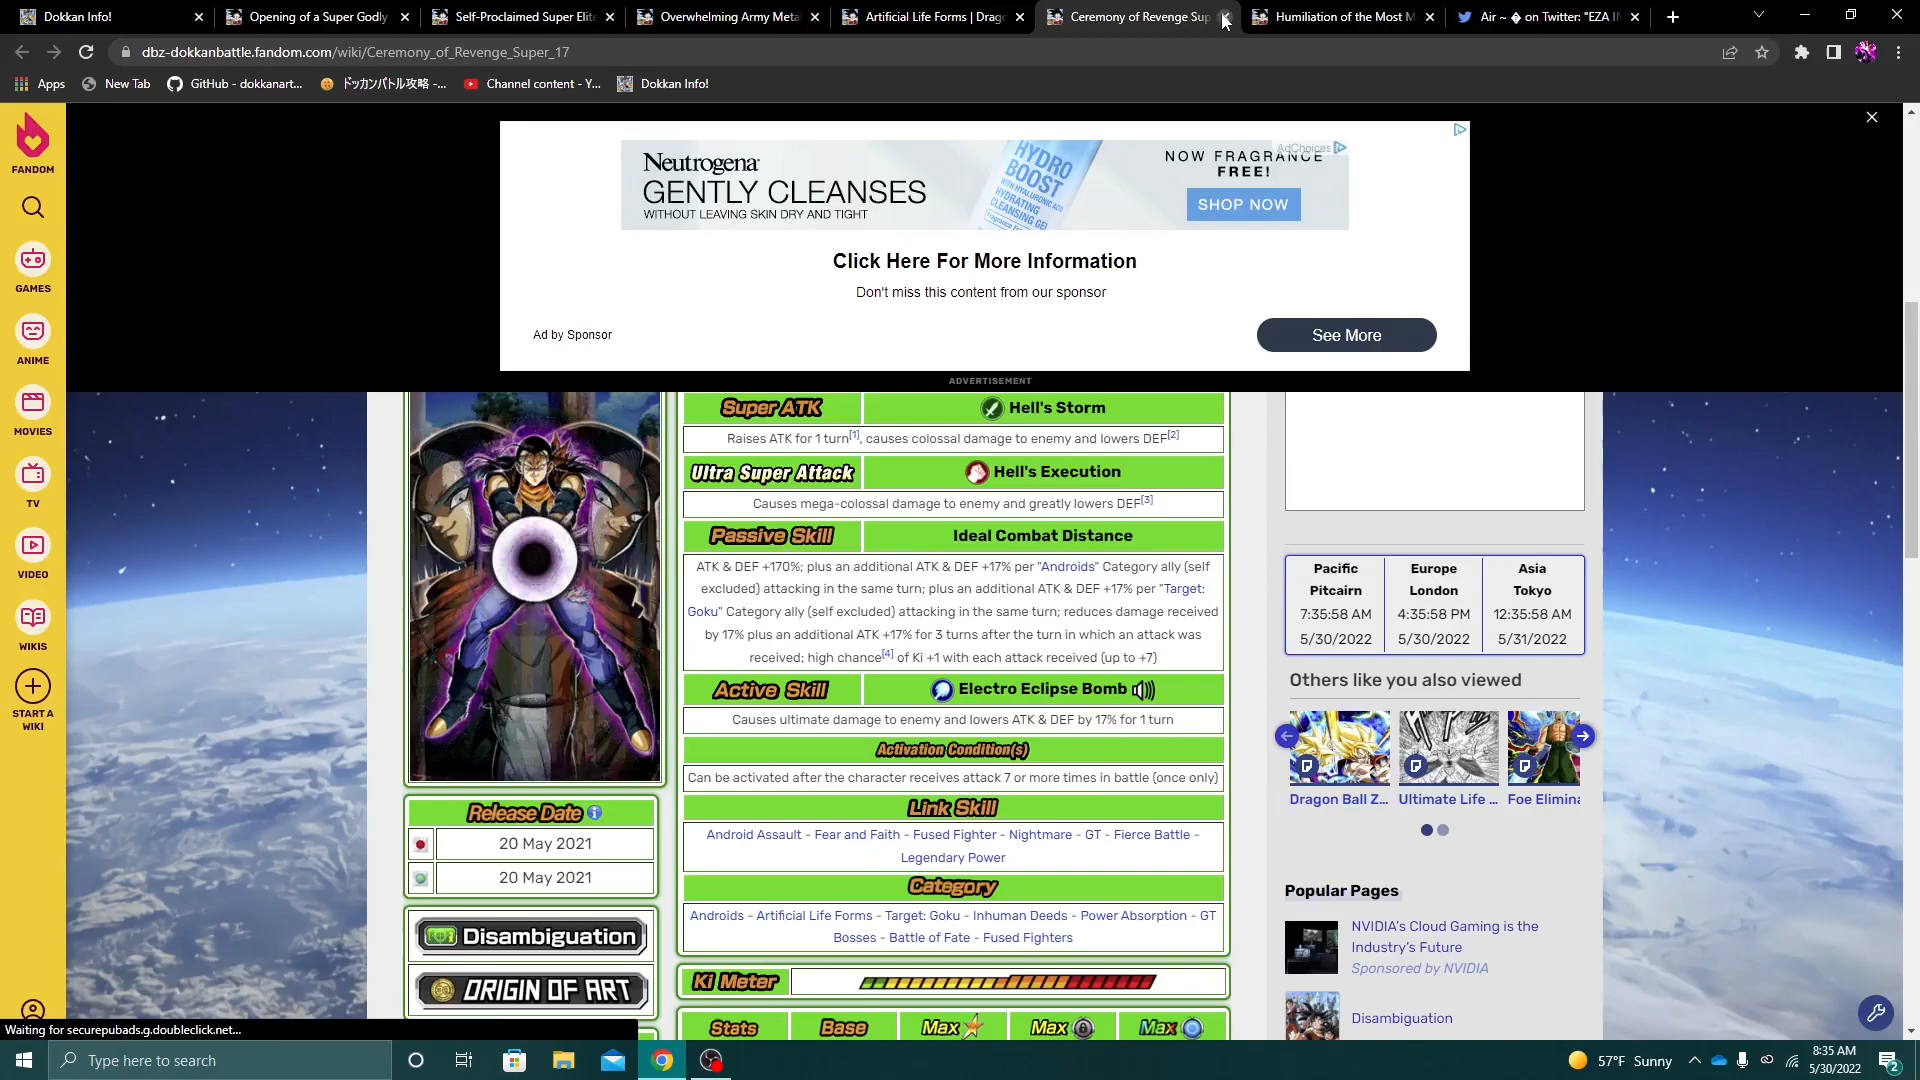 Dokkan Info!
Opening of a Super Godly
Self-Proclaimed Super Elite
Overwhelming Army Metal
Artificial Life Forms | Drago
Ceremony of Revenge Sup
Humiliation of the Most M
Air ~ � on Twitter: "EZA IN
dbz-dokkanbattle.fandom.com/wiki/Ceremony_of_Revenge_Super_17
Apps
New Tab
GitHub - dokkanart...
ドッカンバトル攻略 -...
Channel content - Y...
Dokkan Info!
FANDOM
GAMES
ANIME
MOVIES
TV
VIDEO
WIKIS
START A
WIKI
Neutrogena
GENTLY CLEANSES
WITHOUT LEAVING SKIN DRY AND TIGHT
HYDRO
BOOST
WITH HYALURONIC ACID
HYDRATING
CLEANSING GEL
AdChoices
NOW FRAGRANCE
FREE!
SHOP NOW
Click Here For More Information
Don't miss this content from our sponsor
Ad by Sponsor
See More
ADVERTISEMENT
Super ATK
Hell's Storm
Raises ATK for 1 turn[1], causes colossal damage to enemy and lowers DEF[2]
Ultra Super Attack
Hell's Execution
Causes mega-colossal damage to enemy and greatly lowers DEF[3]
Passive Skill
Ideal Combat Distance
ATK & DEF +170%; plus an additional ATK & DEF +17% per "Androids" Category ally (self
excluded) attacking in the same turn; plus an additional ATK & DEF +17% per "Target:
Goku" Category ally (self excluded) attacking in the same turn; reduces damage received
by 17% plus an additional ATK +17% for 3 turns after the turn in which an attack was
received; high chance[4] of Ki +1 with each attack received (up to +7)
Active Skill
Electro Eclipse Bomb
Causes ultimate damage to enemy and lowers ATK & DEF by 17% for 1 turn
Activation Condition(s)
Can be activated after the character receives attack 7 or more times in battle (once only)
Link Skill
Android Assault - Fear and Faith - Fused Fighter - Nightmare - GT - Fierce Battle -
Legendary Power
Category
Androids - Artificial Life Forms - Target: Goku - Inhuman Deeds - Power Absorption - GT
Bosses - Battle of Fate - Fused Fighters
Ki Meter
Stats
Base
Max
Max
Max
Release Date
20 May 2021
20 May 2021
Disambiguation
ORIGIN OF ART
Pacific
Pitcairn
7:35:58 AM
5/30/2022
Europe
London
4:35:58 PM
5/30/2022
Asia
Tokyo
12:35:58 AM
5/31/2022
Others like you also viewed
Dragon Ball Z...
Ultimate Life ...
Foe Elimina
Popular Pages
NVIDIA's Cloud Gaming is the
Industry's Future
Sponsored by NVIDIA
Disambiguation
Waiting for securepubads.g.doubleclick.net...
Type here to search
57°F Sunny
8:35 AM
5/30/2022
2